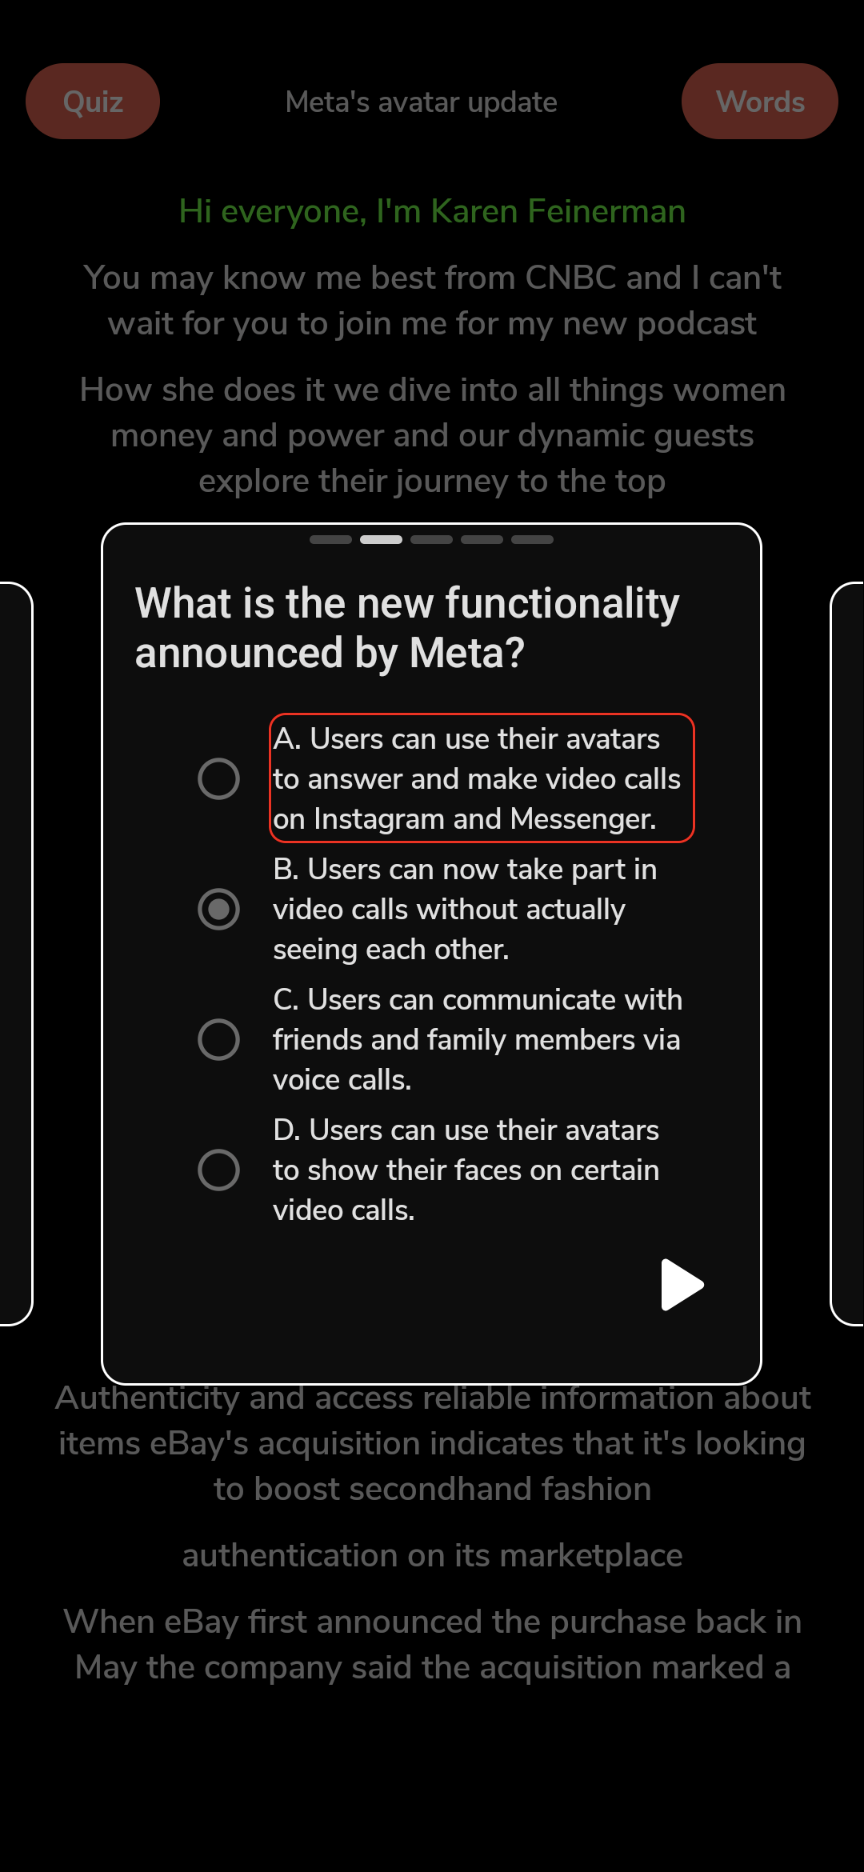 Quiz
Meta's avatar update
Words
Hi everyone, I'm Karen Feinerman
You may know me best from CNBC and I can't
wait for you to join me for my new podcast
How she does it we dive into all things women
money and power and our dynamic guests
explore their journey to the top
What is the new functionality
announced by Meta?
A. Users can use their avatars
to answer and make video calls
on Instagram and Messenger.
B. Users can now take part in
video calls without actually
seeing each other.
C. Users can communicate with
friends and family members via
voice calls.
D. Users can use their avatars
to show their faces on certain
video calls.
Authenticity and access reliable information about
items eBay's acquisition indicates that it's looking
to boost secondhand fashion
authentication on its marketplace
When eBay first announced the purchase back in
May the company said the acquisition marked a